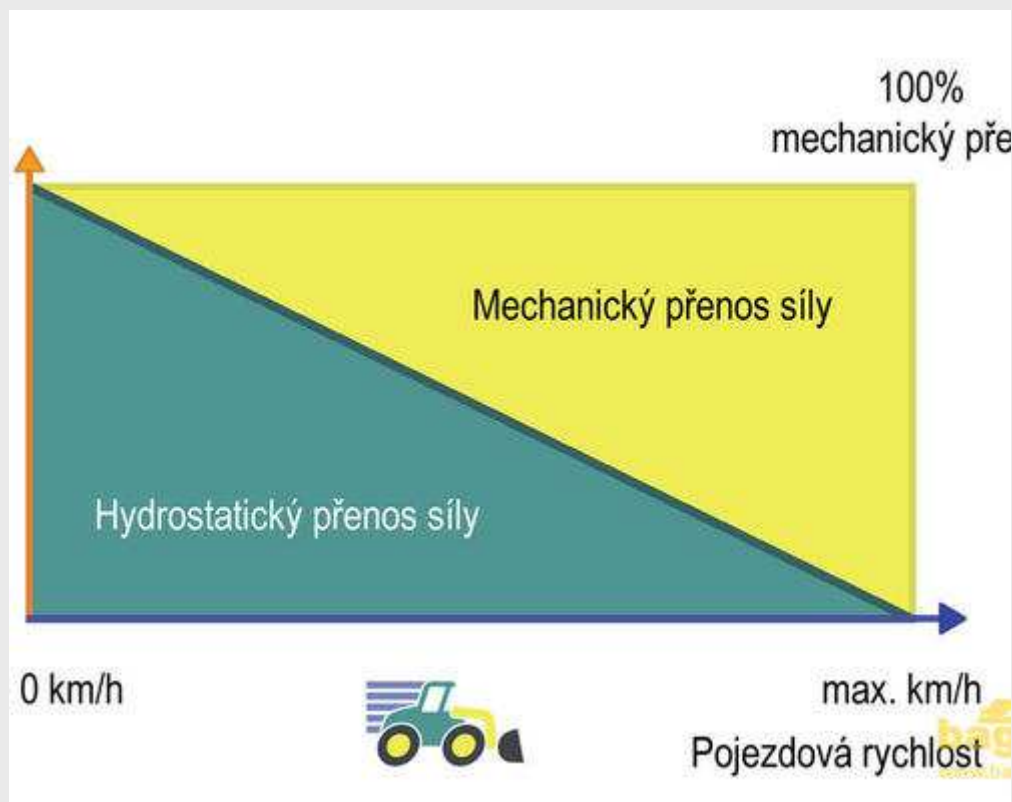 100%
mechanický pře
Mechanický přenos síly
Hydrostatický přenos síly
0 km/h
max. km/h
Pojezdová rychlost